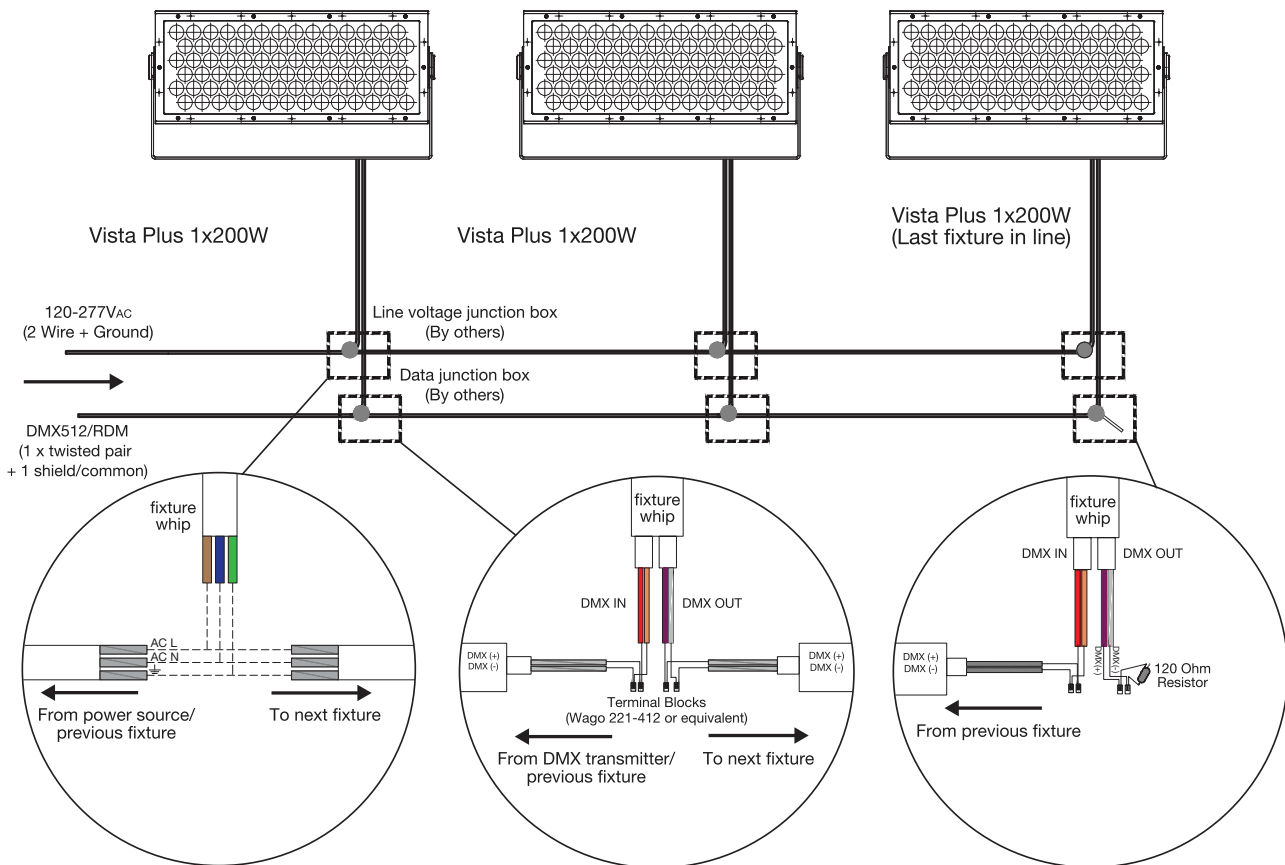 Vista Plus 1x200W
Vista Plus 1x200W
Vista Plus 1x200W
(Last fixture in line)
120-277VAC
(2 Wire + Ground)
Line voltage junction box
(By others)
Data junction box
(By others)
DMX512/RDM
(1 x twisted pair
+ 1 shield/common)
fixture
whip
AC L
AC N
From power source/
previous fixture
To next fixture
fixture
whip
DMX IN
DMX OUT
DMX (+)
DMX (-)
DMX (+)
DMX (-)
Terminal Blocks
(Wago 221-412 or equivalent)
From DMX transmitter/
previous fixture
To next fixture
fixture
whip
DMX IN
DMX OUT
DMX (+)
DMX (-)
DMX(+)
DMX(-)
120 Ohm
Resistor
From previous fixture